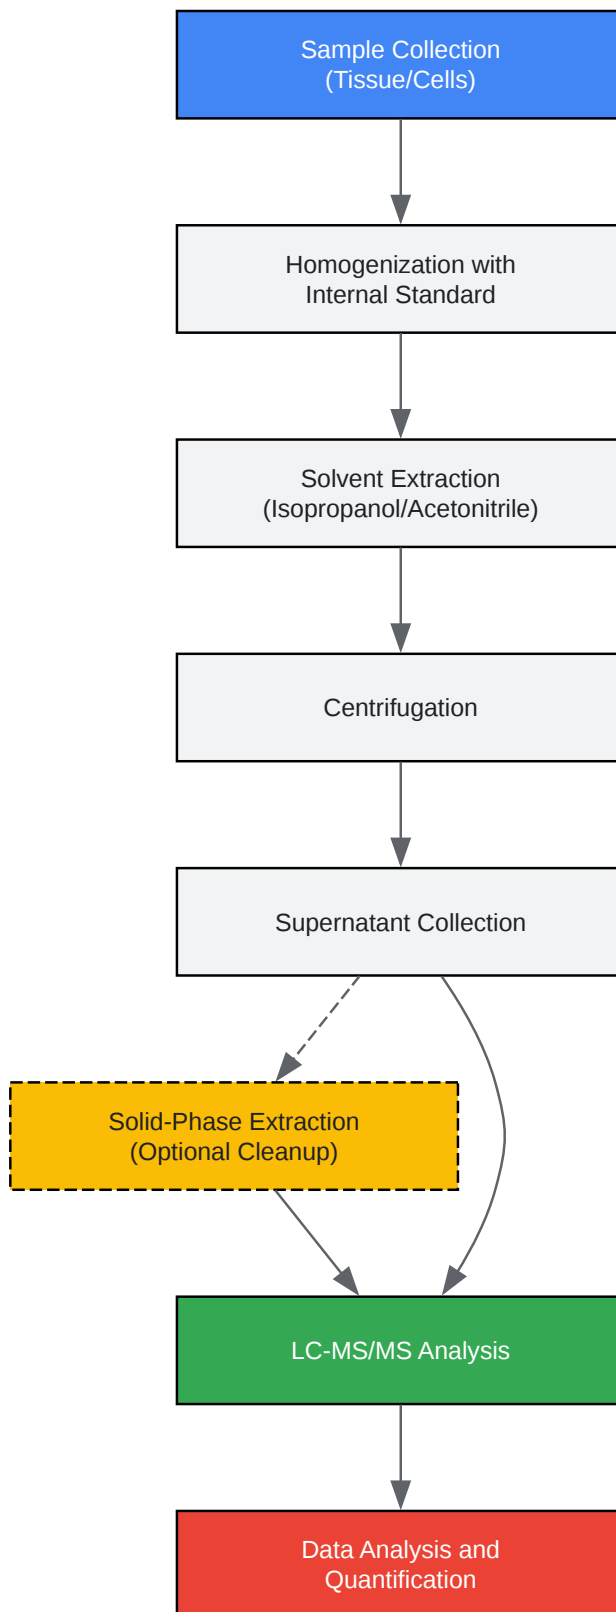 Sample Collection
(Tissue/Cells)
Homogenization with
Internal Standard
Solvent Extraction
(Isopropanol/Acetonitrile)
Centrifugation
Supernatant Collection
Solid-Phase Extraction
(Optional Cleanup)
LC-MS/MS Analysis
Data Analysis and
Quantification